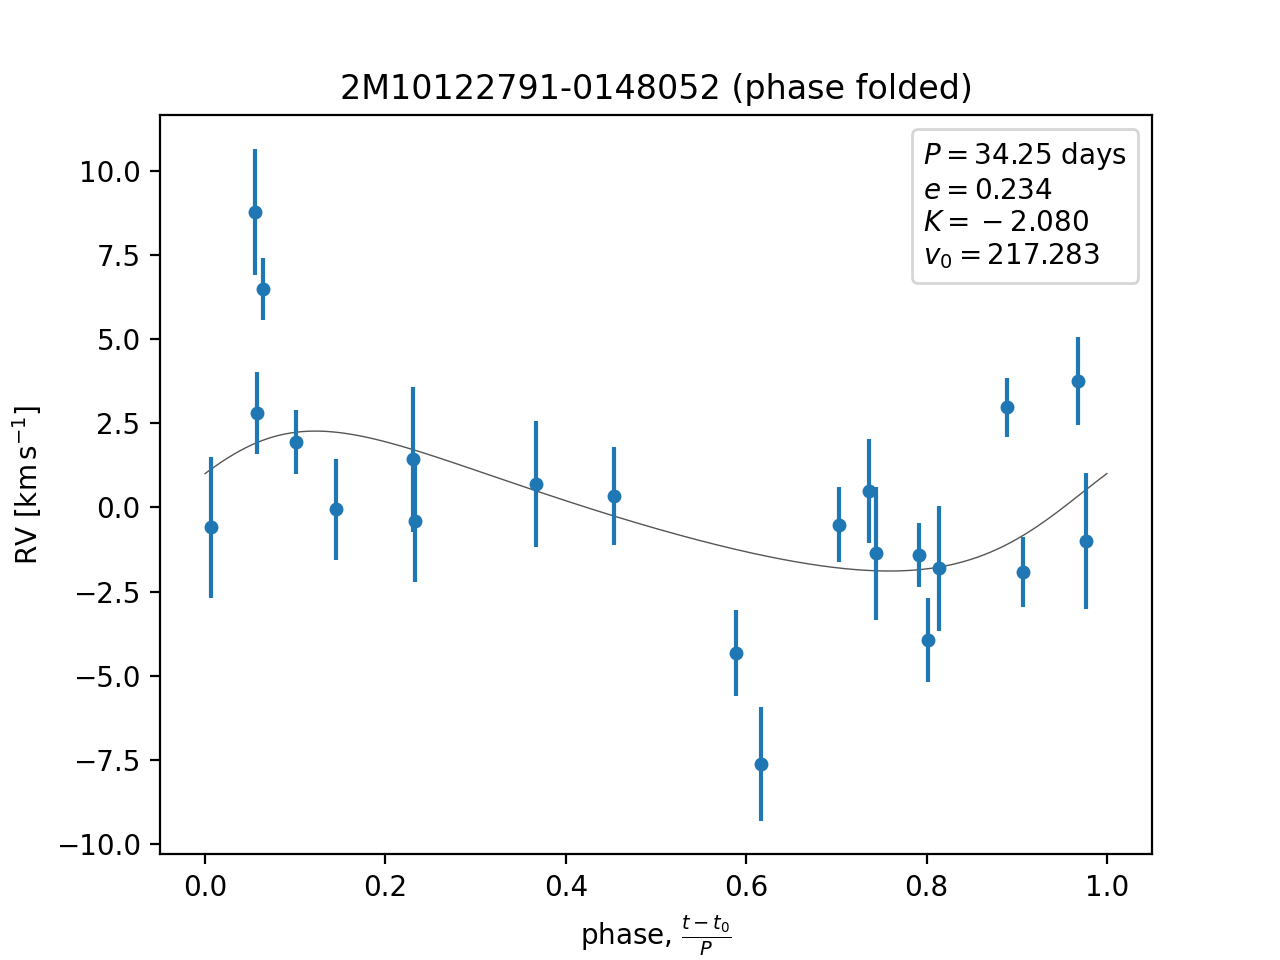 2M10122791-0148052 (phase folded)
P = 34.25 days
e = 0.234
K = −2.080
v₀ = 217.283
RV [km s⁻¹]
10.0
7.5
5.0
2.5
0.0
−2.5
−5.0
−7.5
−10.0
0.0 0.2 0.4 0.6 0.8 1.0
phase, (t − t₀)/P